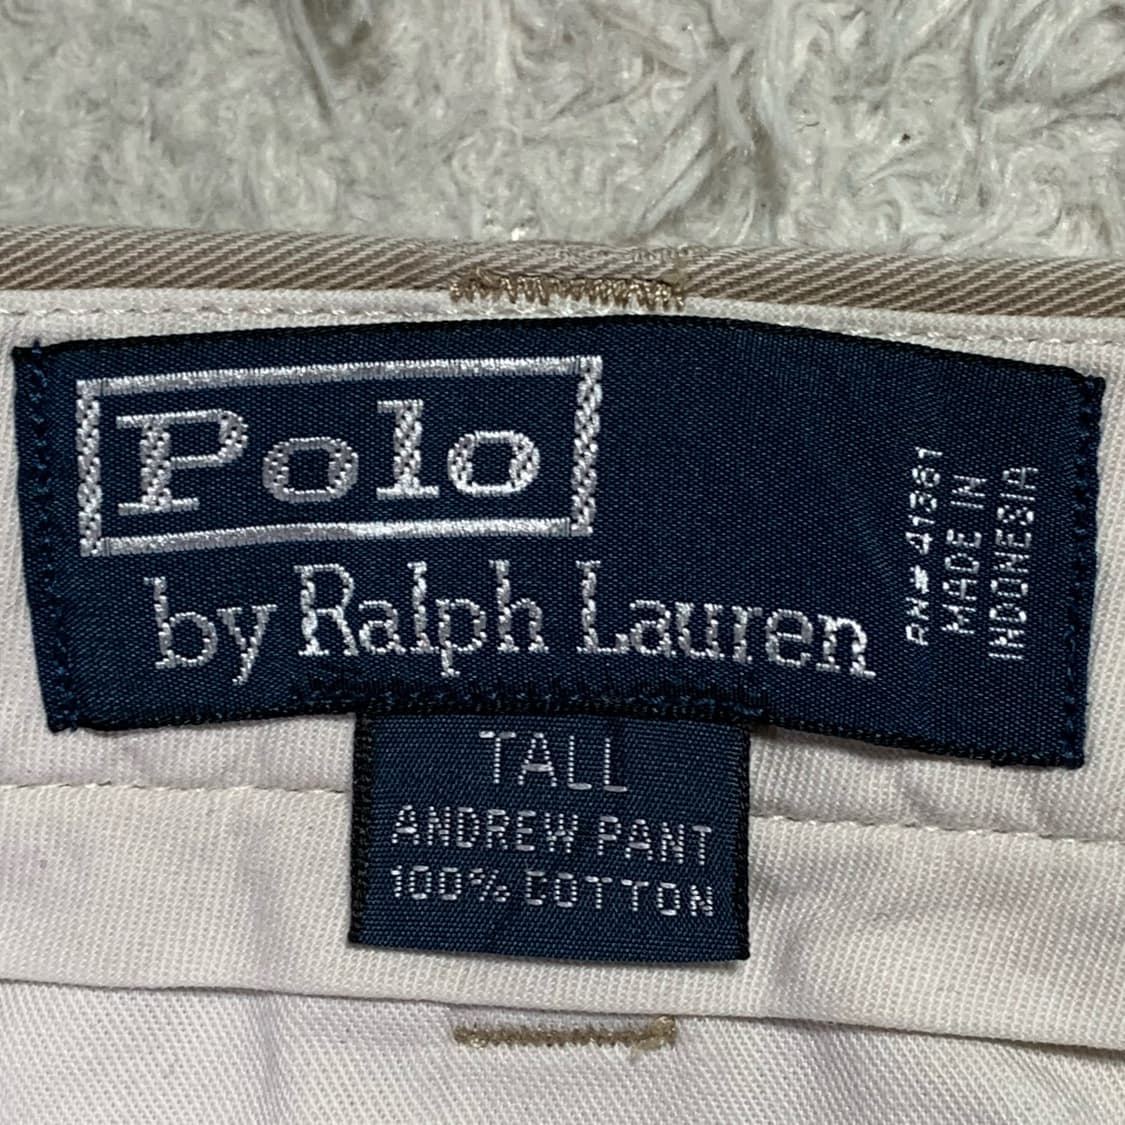 Polo
by Ralph Lauren
RN# 41381
MADE IN
INDONESIA
TALL
ANDREW PANT
100% COTTON